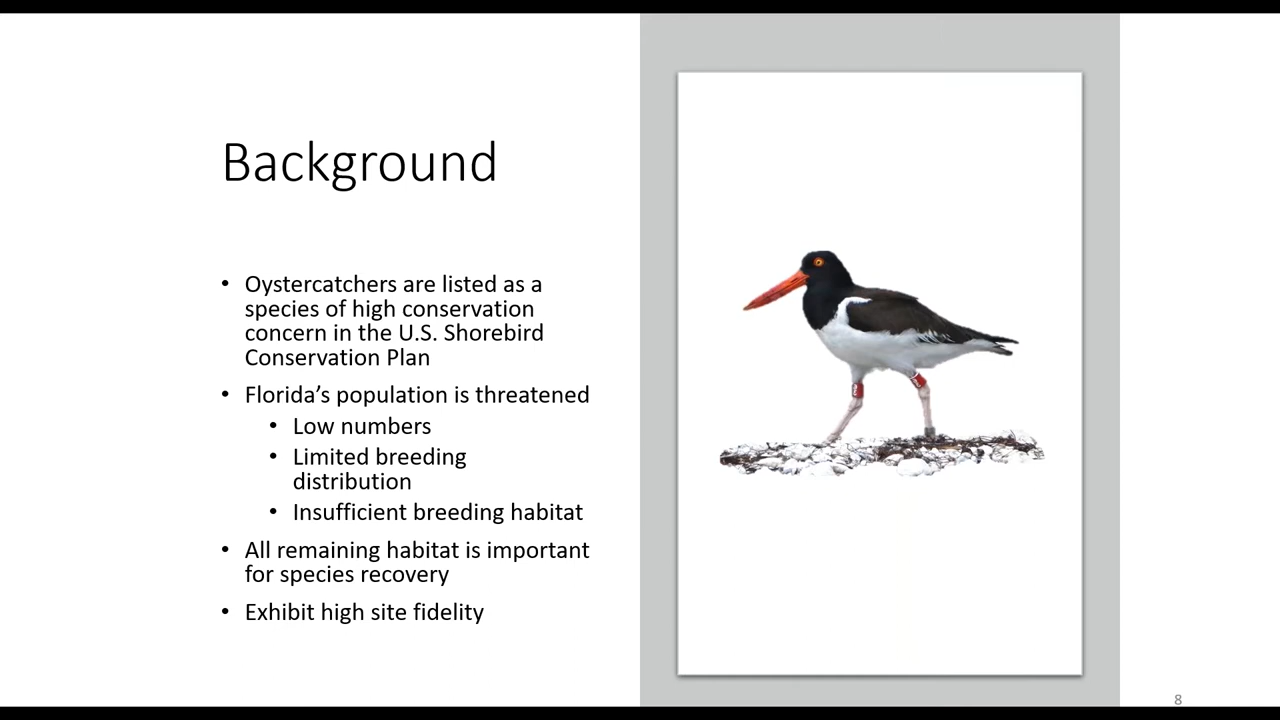 Background
• Oystercatchers are listed as a
species of high conservation
concern in the U.S. Shorebird
Conservation Plan
• Florida’s population is threatened
• Low numbers
• Limited breeding
distribution
• Insufficient breeding habitat
• All remaining habitat is important
for species recovery
• Exhibit high site fidelity
8